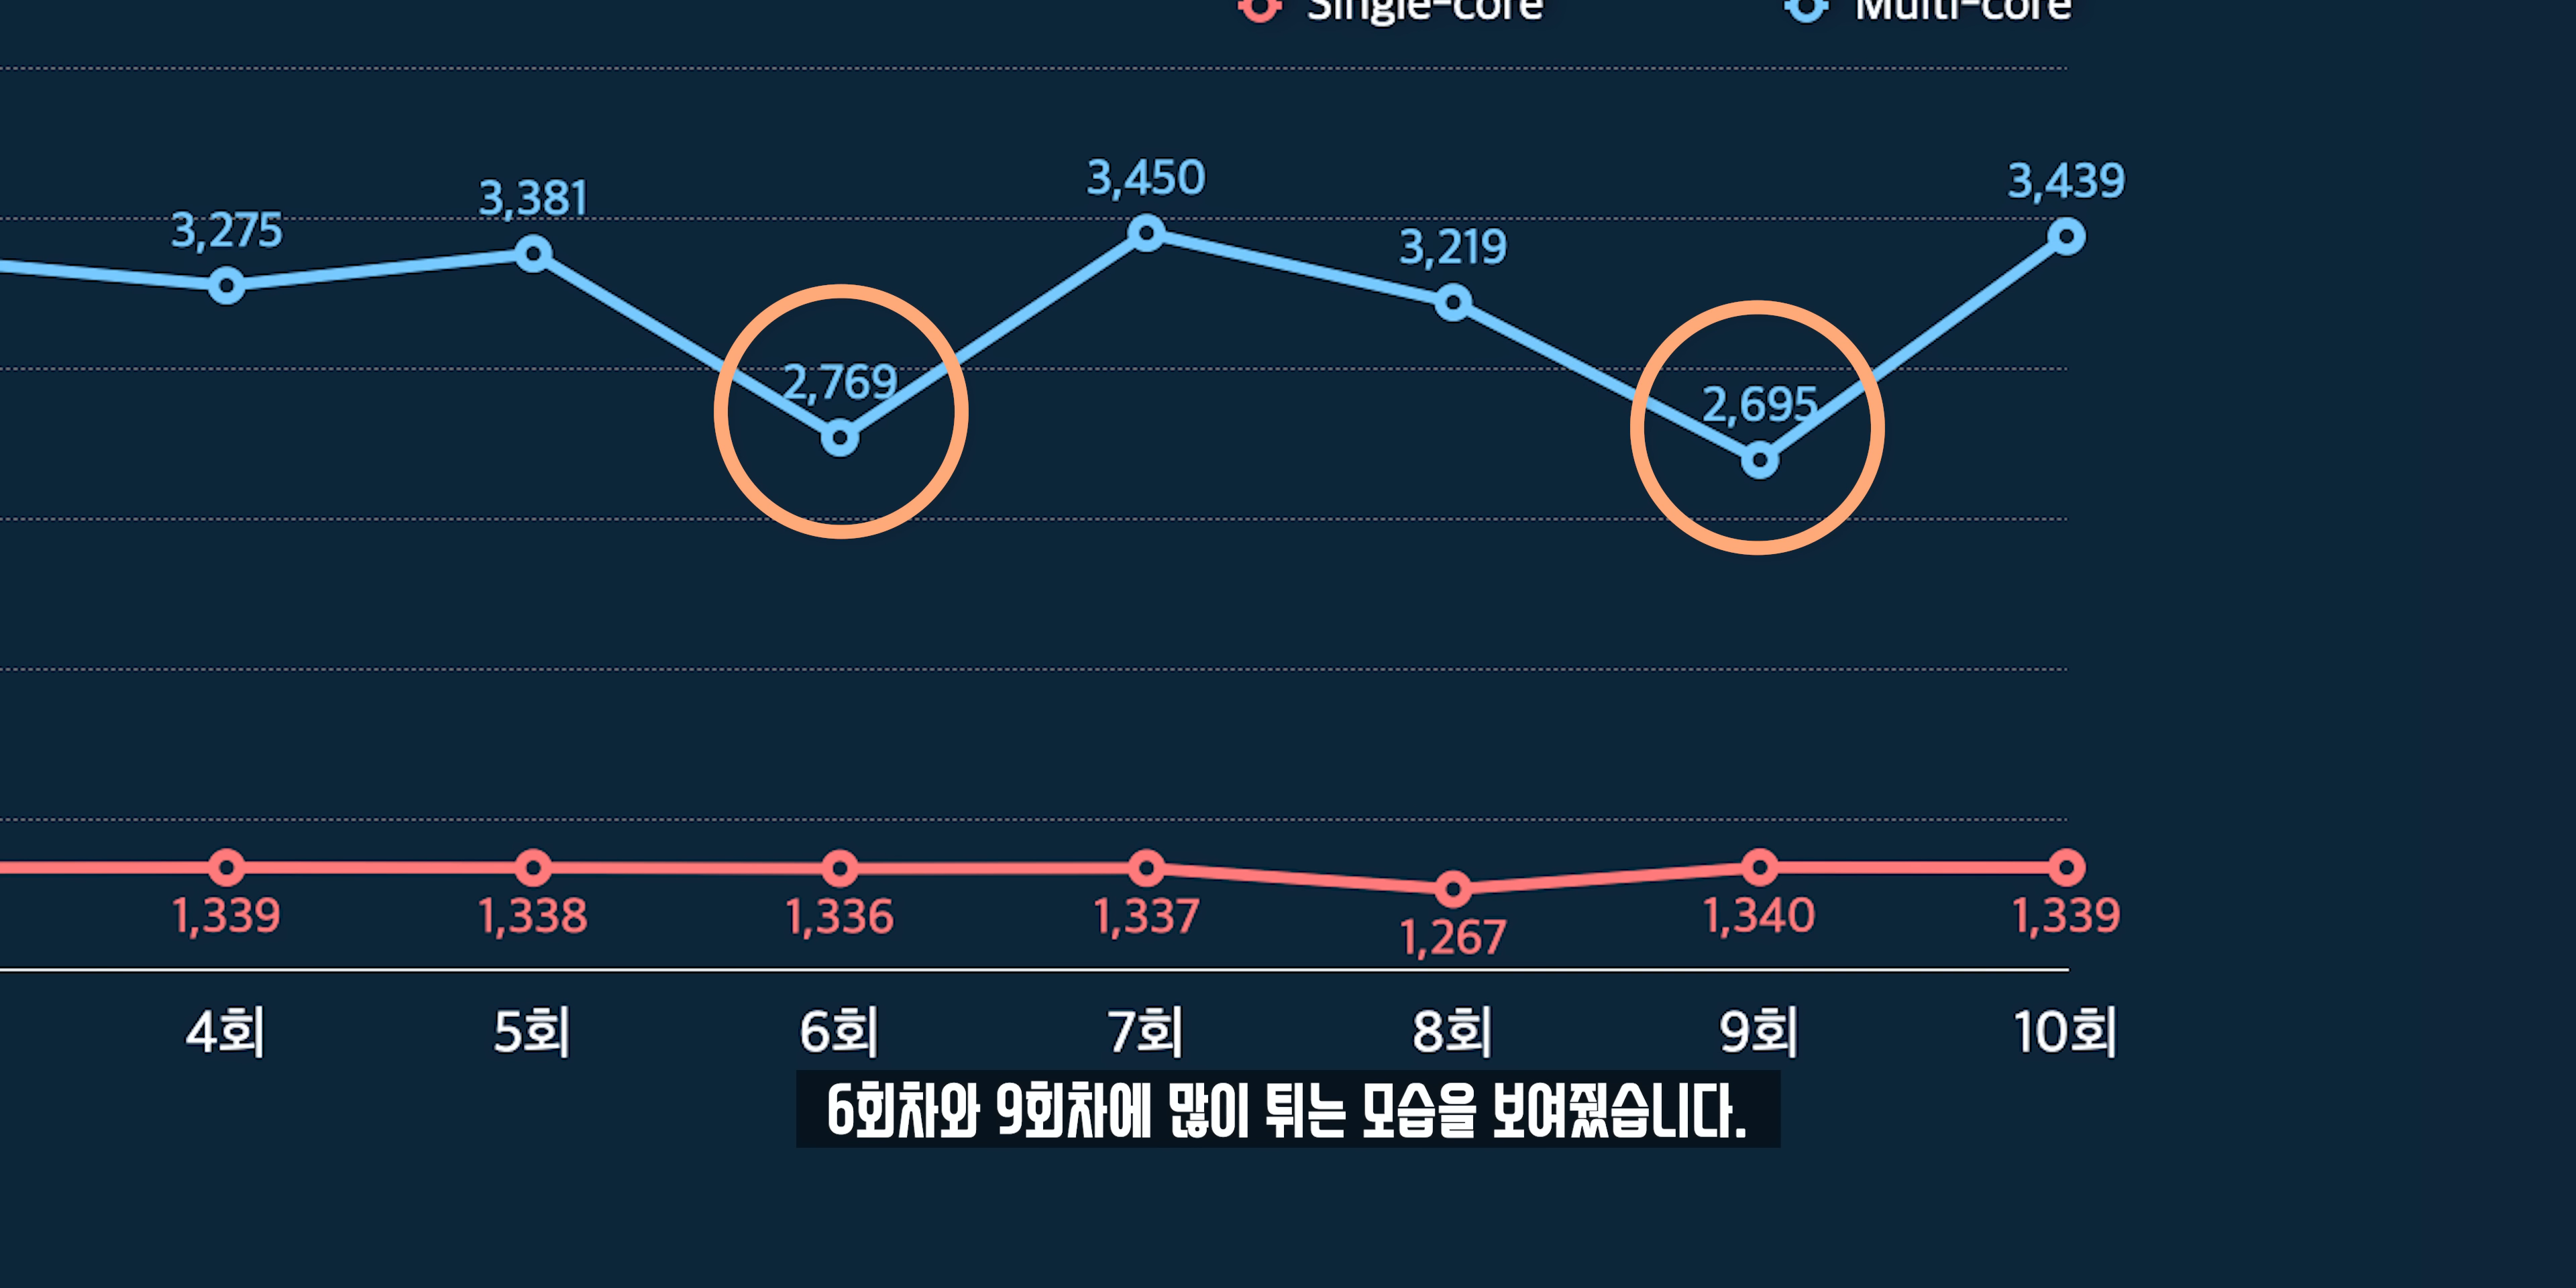 Single-core Multi-core
3,275 3,381 2,769 3,450 3,219 2,695 3,439
1,339 1,338 1,336 1,337 1,267 1,340 1,339
4회 5회 6회 7회 8회 9회 10회
6회차와 9회차에 많이 튀는 모습을 보여줬습니다.